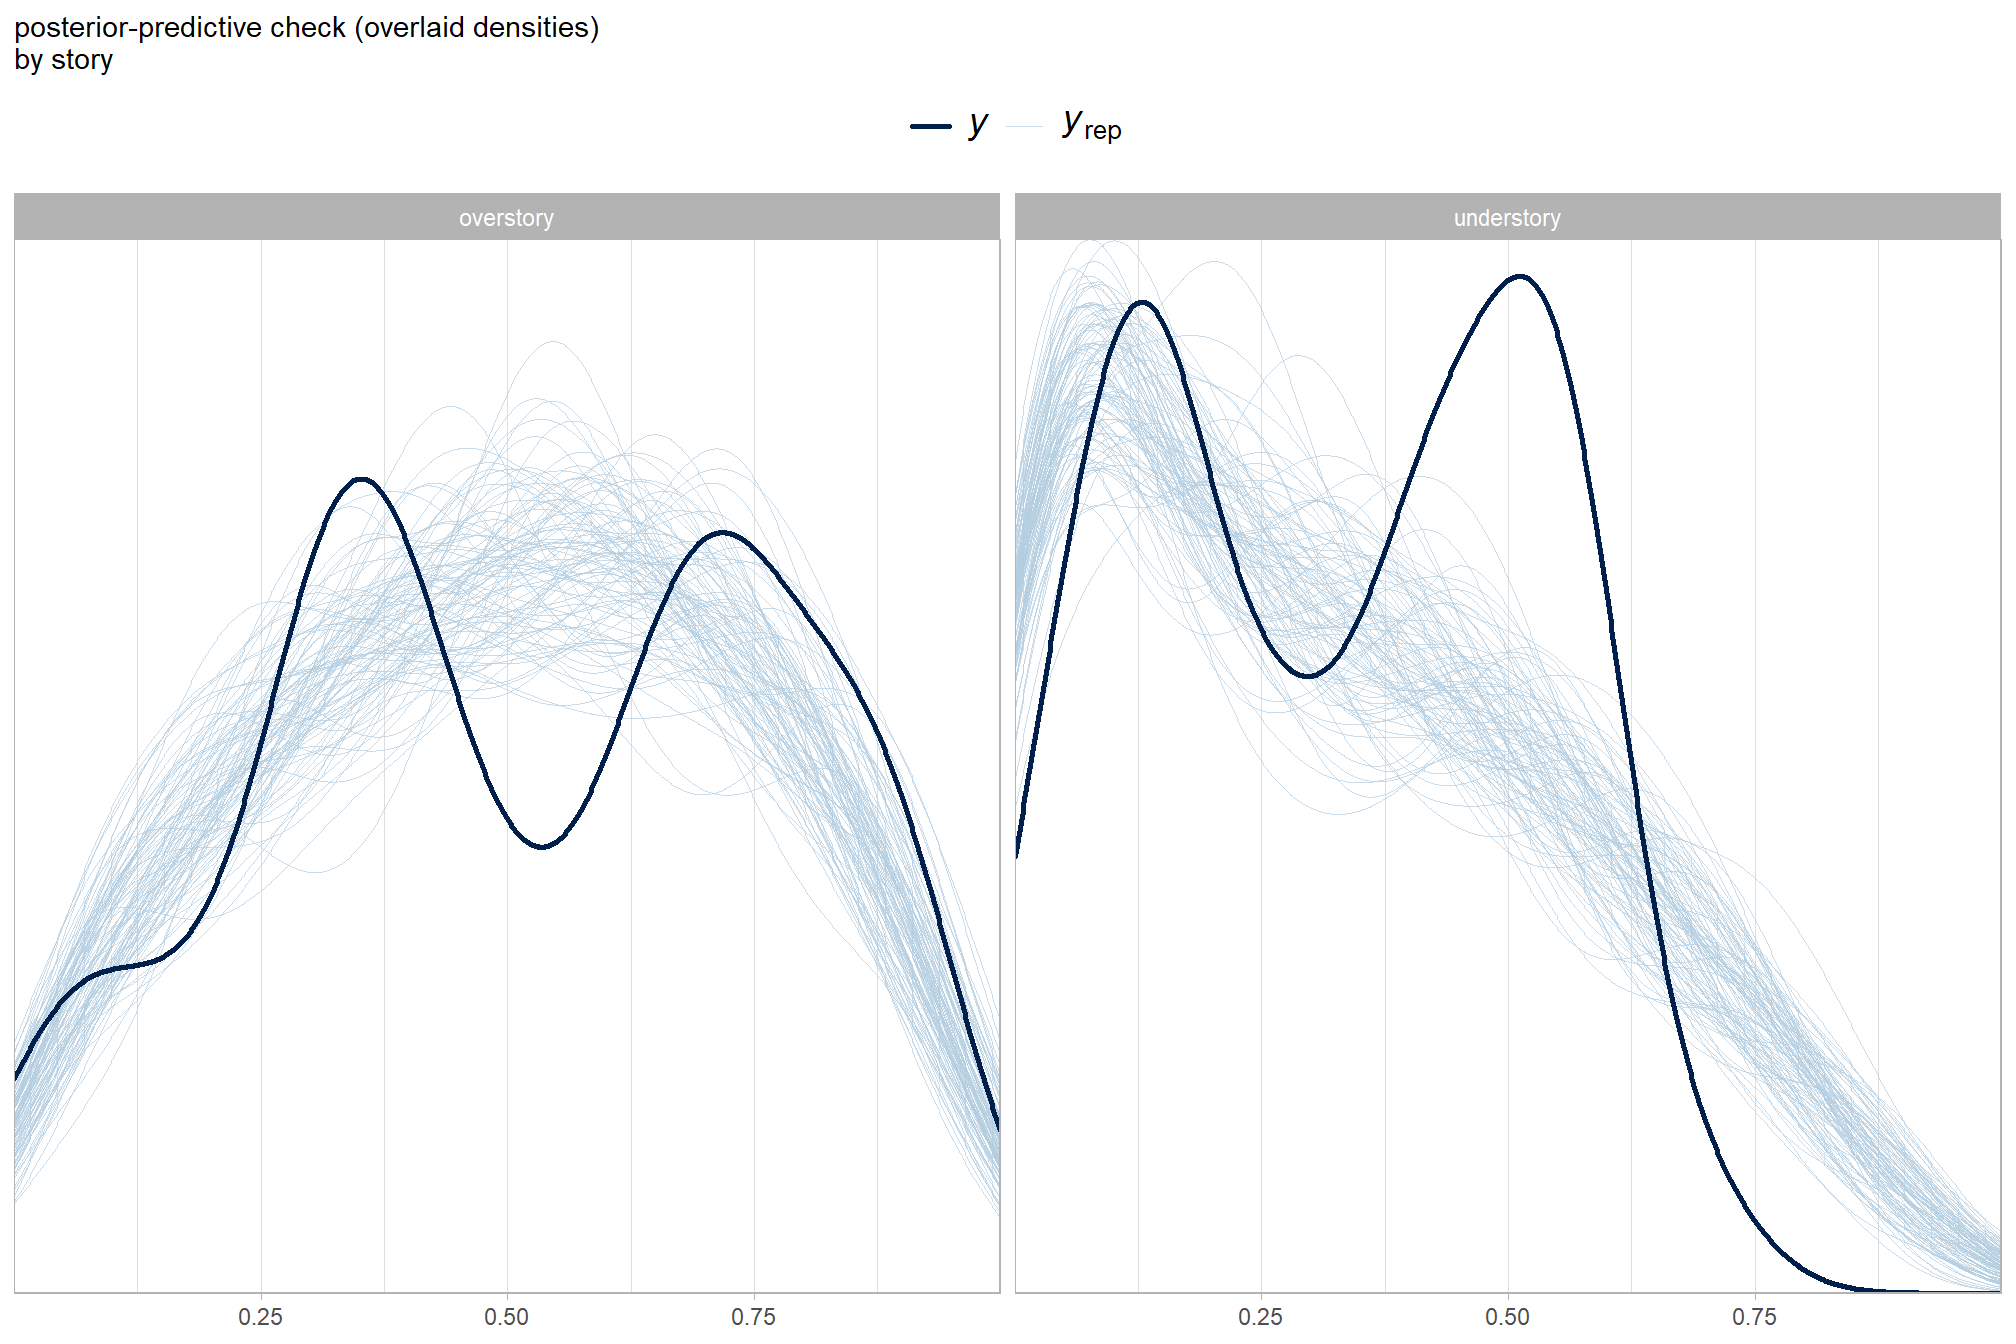 posterior-predictive check (overlaid densities)
by story
y y rep
overstory understory
0.25 0.50 0.75 0.25 0.50 0.75